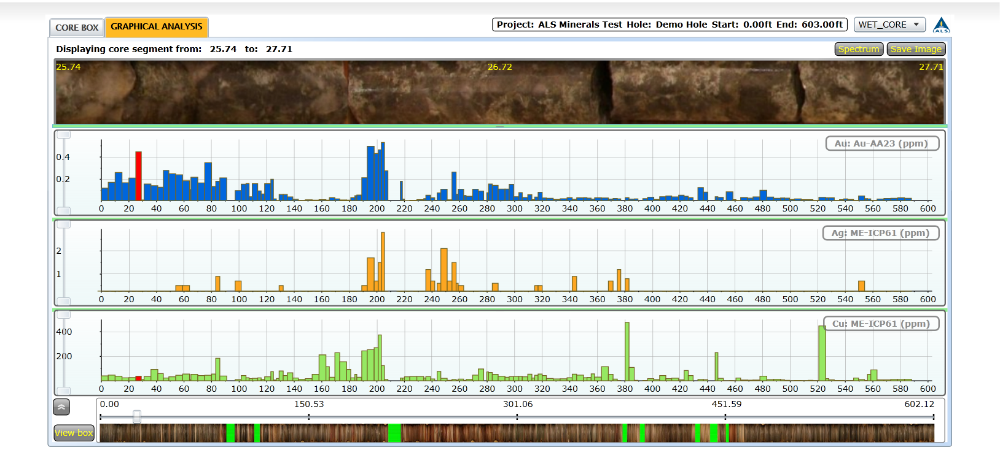 CORE BOX GRAPHICAL ANALYSIS Project: ALS Minerals Test Hole: Demo Hole Start: 0.00ft End: 603.00ft WET_CORE ALS
Displaying core segment from: 25.74 to: 27.71 Spectrum Save Image
25.74 26.72 27.71
Au: Au-AA23 (ppm)
0.4
0.2
0 20 40 60 80 100 120 140 160 180 200 220 240 260 280 300 320 340 360 380 400 420 440 460 480 500 520 540 560 580 600
Ag: ME-ICP61 (ppm)
2
1
0 20 40 60 80 100 120 140 160 180 200 220 240 260 280 300 320 340 360 380 400 420 440 460 480 500 520 540 560 580 600
Cu: ME-ICP61 (ppm)
400
200
0 20 40 60 80 100 120 140 160 180 200 220 240 260 280 300 320 340 360 380 400 420 440 460 480 500 520 540 560 580 600
0.00 150.53 301.06 451.59 602.12
View box